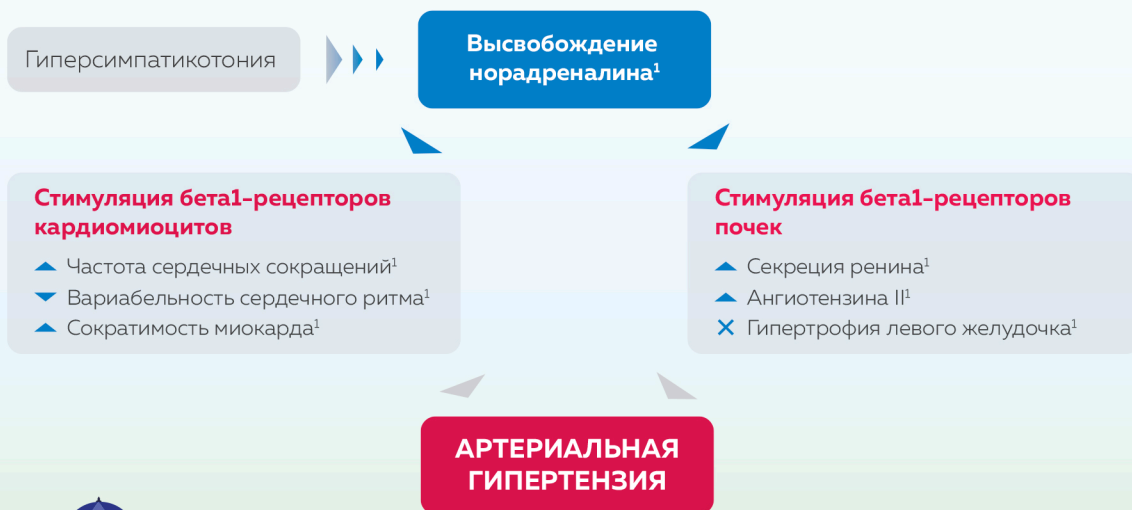 Гиперсимпатикотония
Высвобождение
норадреналина¹
Стимуляция бета1-рецепторов
кардиомиоцитов
Частота сердечных сокращений¹
Вариабельность сердечного ритма¹
Сократимость миокарда¹
Стимуляция бета1-рецепторов
почек
Секреция ренина¹
Ангиотензина II¹
Гипертрофия левого желудочка¹
АРТЕРИАЛЬНАЯ
ГИПЕРТЕНЗИЯ